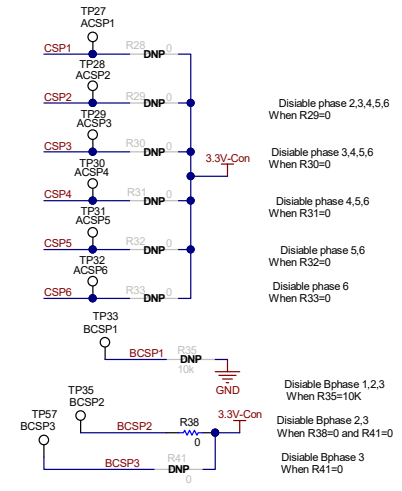 TP27
ACSP1
CSP1
R28
DNP
0
TP28
ACSP2
CSP2
R29
DNP
0
Disiable phase 2,3,4,5,6
When R29=0
TP29
ACSP3
CSP3
R30
DNP
0
Disiable phase 3,4,5,6
When R30=0
3.3V-Con
TP30
ACSP4
CSP4
R31
DNP
0
Disiable phase 4,5,6
When R31=0
TP31
ACSP5
CSP5
R32
DNP
0
Disiable phase 5,6
When R32=0
TP32
ACSP6
CSP6
R33
DNP
0
Disiable phase 6
When R33=0
TP33
BCSP1
BCSP1
R35
DNP
10k
GND
Disiable Bphase 1,2,3
When R35=10K
TP35
BCSP2
BCSP2
R38
0
3.3V-Con
Disiable Bphase 2,3
When R38=0 and R41=0
TP57
BCSP3
BCSP3
R41
DNP
0
Disiable Bphase 3
When R41=0